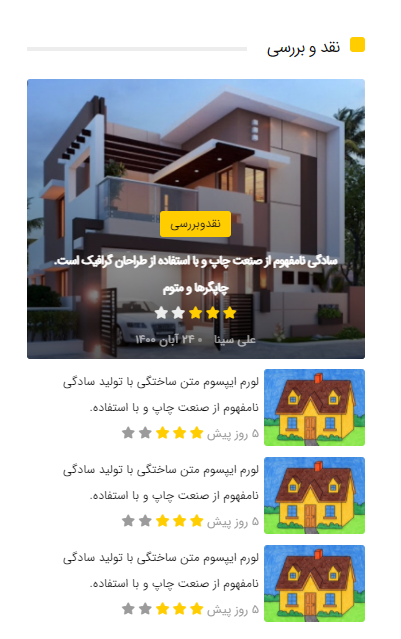 نقد و بررسی
نقدوبررسی
سادگی نامفهوم از صنعت چاپ و با استفاده از طراحان گرافیک است.
چاپگرها و متوم
علی سینا ۲۴ آبان ۱۴۰۰
لورم ایپسوم متن ساختگی با تولید سادگی
نامفهوم از صنعت چاپ و با استفاده.
۵ روز پیش
لورم ایپسوم متن ساختگی با تولید سادگی
نامفهوم از صنعت چاپ و با استفاده.
۵ روز پیش
لورم ایپسوم متن ساختگی با تولید سادگی
نامفهوم از صنعت چاپ و با استفاده.
۵ روز پیش